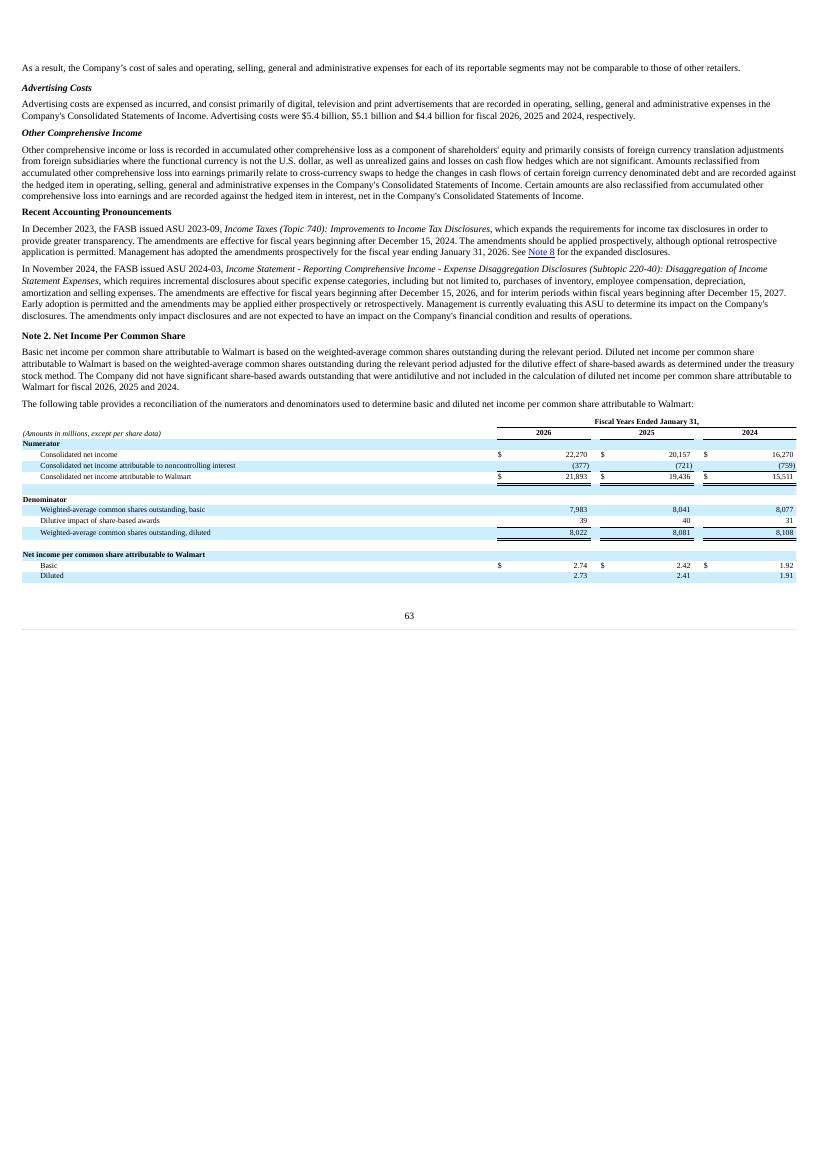 As a result, the Company's cost of sales and operating, selling, general and administrative expenses for each of its reportable segments may not be comparable to those of other retailers.
Advertising Costs
Advertising costs are expensed as incurred, and consist primarily of digital, television and print advertisements that are recorded in operating, selling, general and administrative expenses in the
Company's Consolidated Statements of Income. Advertising costs were $5.4 billion, $5.1 billion and $4.4 billion for fiscal 2026, 2025 and 2024, respectively.
Other Comprehensive Income
Other comprehensive income or loss is recorded in accumulated other comprehensive loss as a component of shareholders' equity and primarily consists of foreign currency translation adjustments
from foreign subsidiaries where the functional currency is not the U.S. dollar, as well as unrealized gains and losses on cash flow hedges which are not significant. Amounts reclassified from
accumulated other comprehensive loss into earnings primarily relate to cross-currency swaps to hedge the changes in cash flows of certain foreign currency denominated debt and are recorded against
the hedged item in operating, selling, general and administrative expenses in the Company's Consolidated Statements of Income. Certain amounts are also reclassified from accumulated other
comprehensive loss into earnings and are recorded against the hedged item in interest, net in the Company's Consolidated Statements of Income.
Recent Accounting Pronouncements
In December 2023, the FASB issued ASU 2023-09, Income Taxes (Topic 740): Improvements to Income Tax Disclosures, which expands the requirements for income tax disclosures in order to
provide greater transparency. The amendments are effective for fiscal years beginning after December 15, 2024. The amendments should be applied prospectively, although optional retrospective
application is permitted. Management has adopted the amendments prospectively for the fiscal year ending January 31, 2026. See Note 8 for the expanded disclosures.
In November 2024, the FASB issued ASU 2024-03, Income Statement - Reporting Comprehensive Income - Expense Disaggregation Disclosures (Subtopic 220-40): Disaggregation of Income
Statement Expenses, which requires incremental disclosures about specific expense categories, including but not limited to, purchases of inventory, employee compensation, depreciation,
amortization and selling expenses. The amendments are effective for fiscal years beginning after December 15, 2026, and for interim periods within fiscal years beginning after December 15, 2027.
Early adoption is permitted and the amendments may be applied either prospectively or retrospectively. Management is currently evaluating this ASU to determine its impact on the Company's
disclosures. The amendments only impact disclosures and are not expected to have an impact on the Company's financial condition and results of operations.
Note 2. Net Income Per Common Share
Basic net income per common share attributable to Walmart is based on the weighted-average common shares outstanding during the relevant period. Diluted net income per common share
attributable to Walmart is based on the weighted-average common shares outstanding during the relevant period adjusted for the dilutive effect of share-based awards as determined under the treasury
stock method. The Company did not have significant share-based awards outstanding that were antidilutive and not included in the calculation of diluted net income per common share attributable to
Walmart for fiscal 2026, 2025 and 2024.
The following table provides a reconciliation of the numerators and denominators used to determine basic and diluted net income per common share attributable to Walmart:
Fiscal Years Ended January 31,
(Amounts in millions, except per share data) 2026 2025 2024
Numerator
Consolidated net income $ 22,270 $ 20,157 $ 16,270
Consolidated net income attributable to noncontrolling interest (377) (721) (759)
Consolidated net income attributable to Walmart $ 21,893 $ 19,436 $ 15,511
Denominator
Weighted-average common shares outstanding, basic 7,983 8,041 8,077
Dilutive impact of share-based awards 39 40 31
Weighted-average common shares outstanding, diluted 8,022 8,081 8,108
Net income per common share attributable to Walmart
Basic $ 2.74 $ 2.42 $ 1.92
Diluted 2.73 2.41 1.91
63